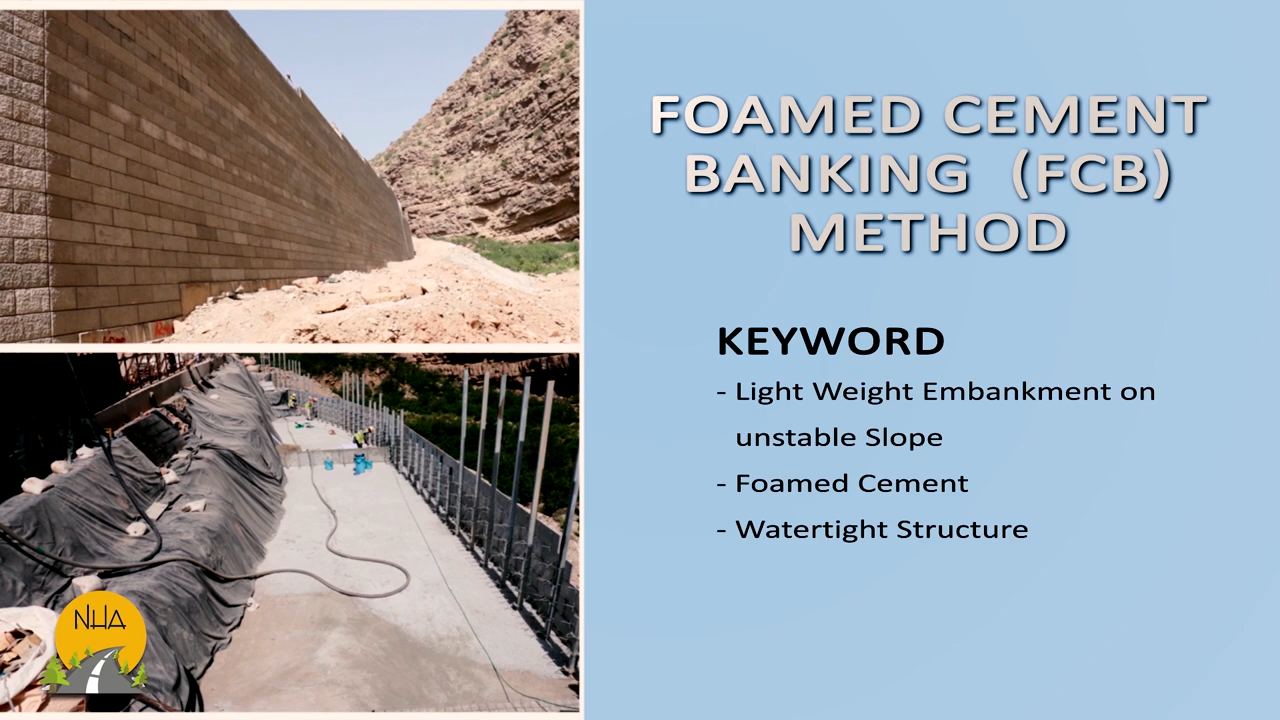 FOAMED CEMENT
BANKING (FCB)
METHOD
KEYWORD
- Light Weight Embankment on
unstable Slope
- Foamed Cement
- Watertight Structure
NHA